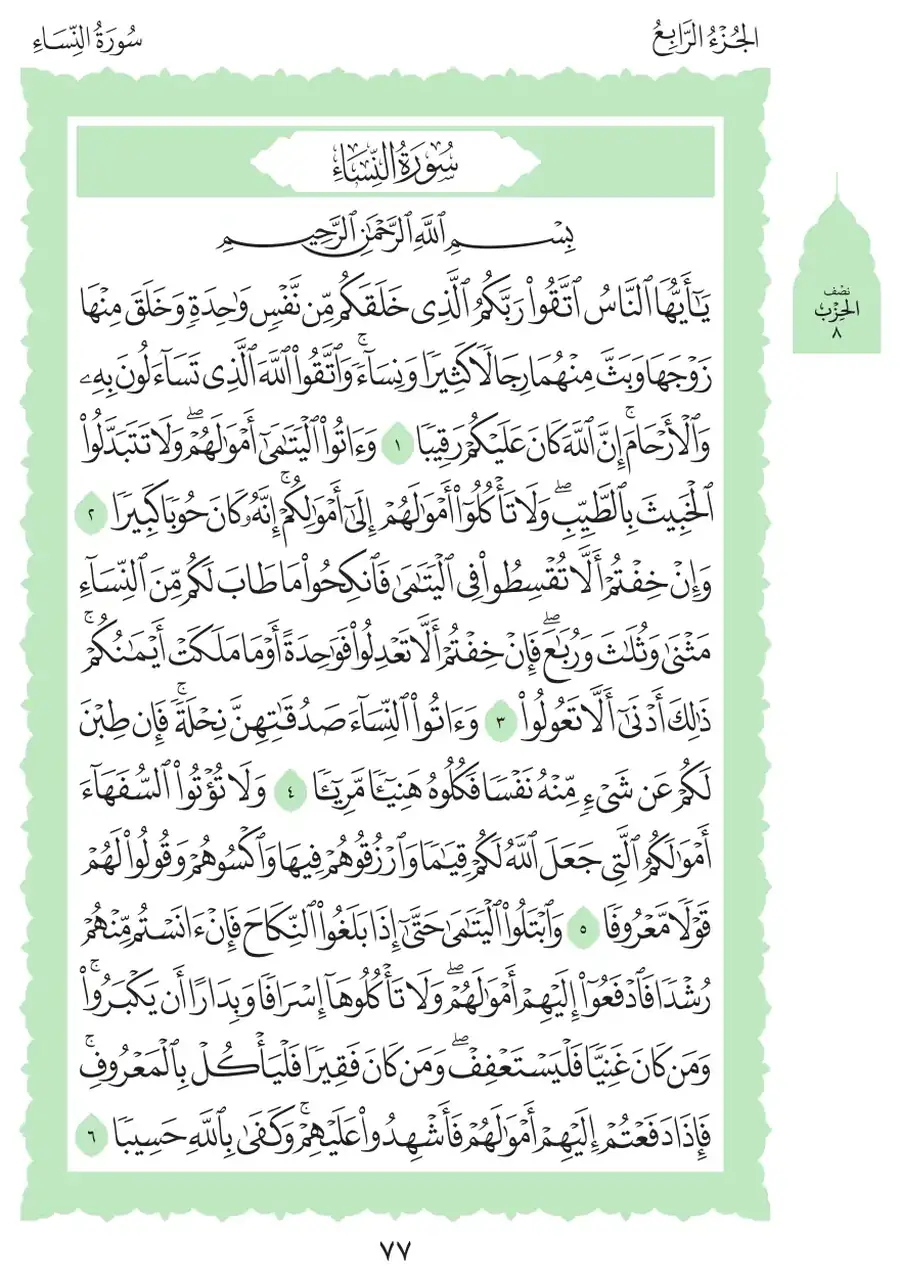 الجُزْءُ الرَّابِعُ
سُورَةُ النِّسَاءِ
سُورَةُ النِّسَاءِ
بِسْمِ ٱللَّهِ ٱلرَّحْمَٰنِ ٱلرَّحِيمِ
يَٰٓأَيُّهَا ٱلنَّاسُ ٱتَّقُوا۟ رَبَّكُمُ ٱلَّذِى خَلَقَكُم مِّن نَّفْسٍ وَٰحِدَةٍ وَخَلَقَ مِنْهَا
زَوْجَهَا وَبَثَّ مِنْهُمَا رِجَالًا كَثِيرًا وَنِسَآءً ۚ وَٱتَّقُوا۟ ٱللَّهَ ٱلَّذِى تَسَآءَلُونَ بِهِۦ
وَٱلْأَرْحَامَ ۚ إِنَّ ٱللَّهَ كَانَ عَلَيْكُمْ رَقِيبًا ١ وَءَاتُوا۟ ٱلْيَتَٰمَىٰٓ أَمْوَٰلَهُمْ ۖ وَلَا تَتَبَدَّلُوا۟
ٱلْخَبِيثَ بِٱلطَّيِّبِ ۖ وَلَا تَأْكُلُوٓا۟ أَمْوَٰلَهُمْ إِلَىٰٓ أَمْوَٰلِكُمْ ۚ إِنَّهُۥ كَانَ حُوبًا كَبِيرًا ٢
وَإِنْ خِفْتُمْ أَلَّا تُقْسِطُوا۟ فِى ٱلْيَتَٰمَىٰ فَٱنكِحُوا۟ مَا طَابَ لَكُم مِّنَ ٱلنِّسَآءِ
مَثْنَىٰ وَثُلَٰثَ وَرُبَٰعَ ۖ فَإِنْ خِفْتُمْ أَلَّا تَعْدِلُوا۟ فَوَٰحِدَةً أَوْ مَا مَلَكَتْ أَيْمَٰنُكُمْ ۚ
ذَٰلِكَ أَدْنَىٰٓ أَلَّا تَعُولُوا۟ ٣ وَءَاتُوا۟ ٱلنِّسَآءَ صَدُقَٰتِهِنَّ نِحْلَةً ۚ فَإِن طِبْنَ
لَكُمْ عَن شَىْءٍ مِّنْهُ نَفْسًا فَكُلُوهُ هَنِيٓـًٔا مَّرِيٓـًٔا ٤ وَلَا تُؤْتُوا۟ ٱلسُّفَهَآءَ
أَمْوَٰلَكُمُ ٱلَّتِى جَعَلَ ٱللَّهُ لَكُمْ قِيَٰمًا وَٱرْزُقُوهُمْ فِيهَا وَٱكْسُوهُمْ وَقُولُوا۟ لَهُمْ
قَوْلًا مَّعْرُوفًا ٥ وَٱبْتَلُوا۟ ٱلْيَتَٰمَىٰ حَتَّىٰٓ إِذَا بَلَغُوا۟ ٱلنِّكَاحَ فَإِنْ ءَانَسْتُم مِّنْهُمْ
رُشْدًا فَٱدْفَعُوٓا۟ إِلَيْهِمْ أَمْوَٰلَهُمْ ۖ وَلَا تَأْكُلُوهَآ إِسْرَافًا وَبِدَارًا أَن يَكْبَرُوا۟ ۚ
وَمَن كَانَ غَنِيًّا فَلْيَسْتَعْفِفْ ۖ وَمَن كَانَ فَقِيرًا فَلْيَأْكُلْ بِٱلْمَعْرُوفِ ۚ
فَإِذَا دَفَعْتُمْ إِلَيْهِمْ أَمْوَٰلَهُمْ فَأَشْهِدُوا۟ عَلَيْهِمْ ۚ وَكَفَىٰ بِٱللَّهِ حَسِيبًا ٦
نِصْف
الحِزْب
٨
٧٧